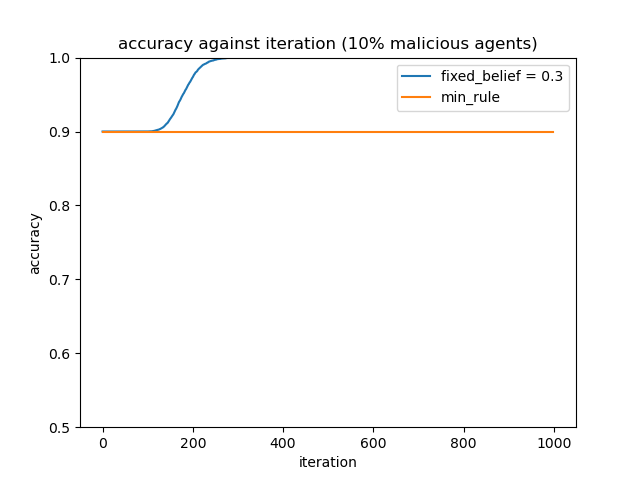 accuracy against iteration (10% malicious agents)
fixed_belief = 0.3
min_rule
1.0
0.9
0.8
0.7
0.6
0.5
accuracy
0
200
400
600
800
1000
iteration